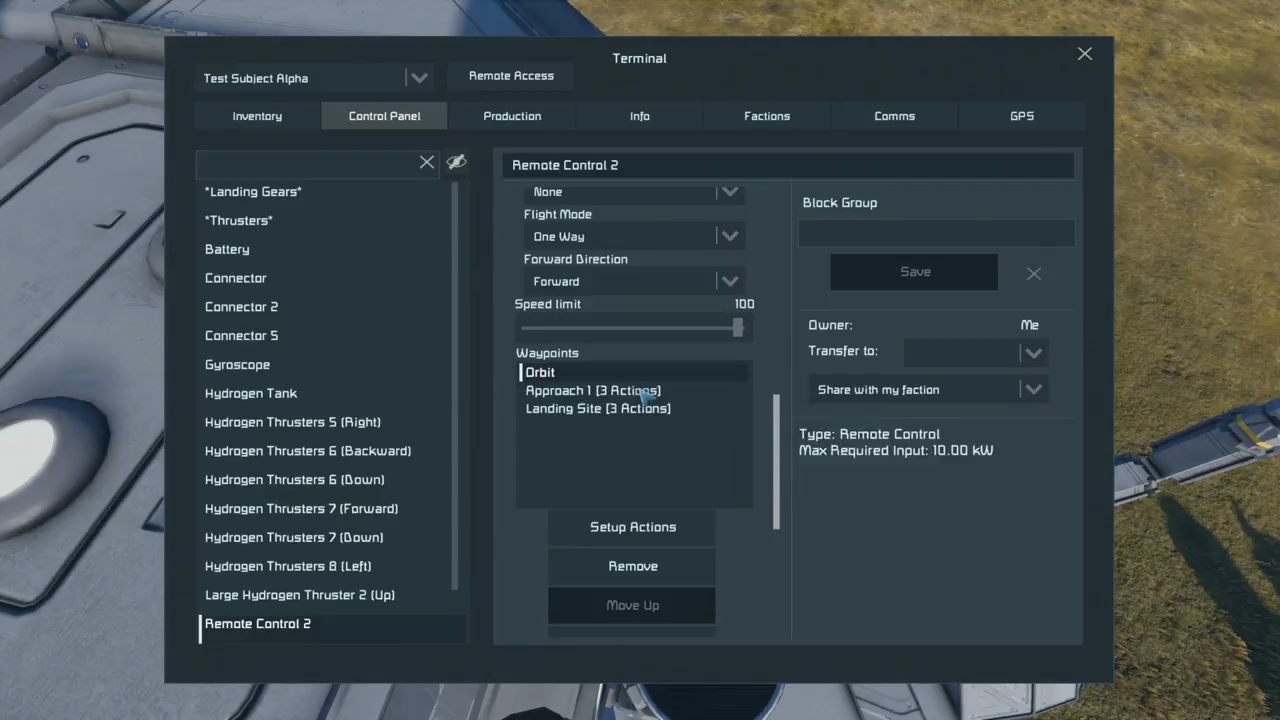 Terminal
Test Subject Alpha
Remote Access
Inventory
Control Panel
Production
Info
Factions
Comms
GPS
*Landing Gears*
*Thrusters*
Battery
Connector
Connector 2
Connector 5
Gyroscope
Hydrogen Tank
Hydrogen Thrusters 5 (Right)
Hydrogen Thrusters 6 (Backward)
Hydrogen Thrusters 6 (Down)
Hydrogen Thrusters 7 (Forward)
Hydrogen Thrusters 7 (Down)
Hydrogen Thrusters 8 (Left)
Large Hydrogen Thruster 2 (Up)
Remote Control 2
Remote Control 2
None
Flight Mode
One Way
Forward Direction
Forward
Speed limit 100
Waypoints
Orbit
Approach 1 [3 Actions]
Landing Site [3 Actions]
Setup Actions
Remove
Move Up
Block Group
Save
Owner: Me
Transfer to:
Share with my faction
Type: Remote Control
Max Required Input: 10.00 kW